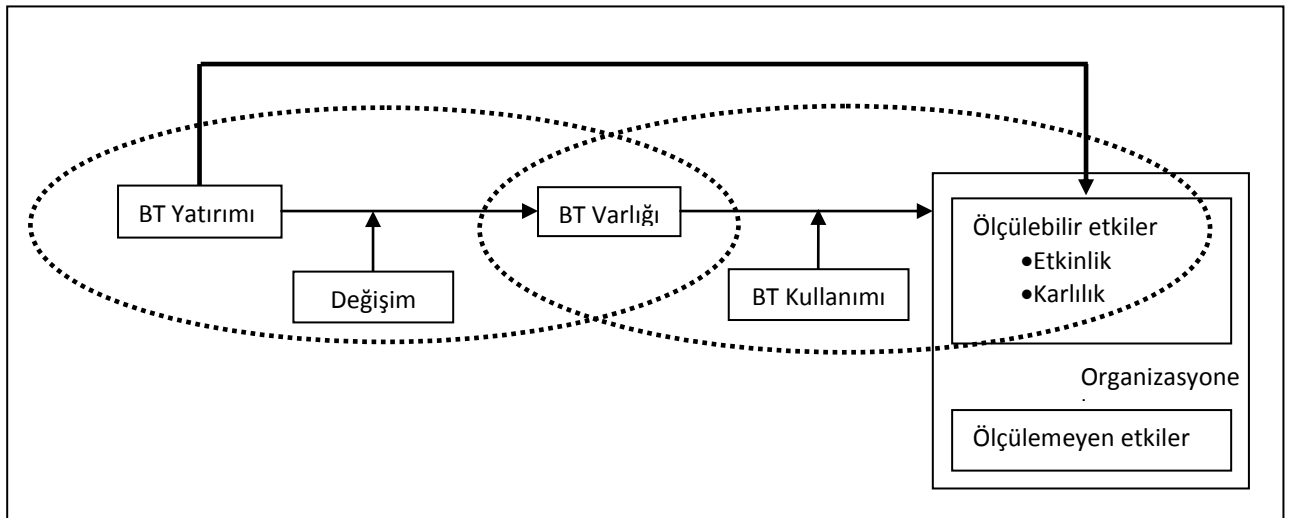 BT Yatırımı
BT Varlığı
Değişim
BT Kullanımı
Ölçülebilir etkiler
•Etkinlik
•Karlılık
Organizasyone
Ölçülemeyen etkiler